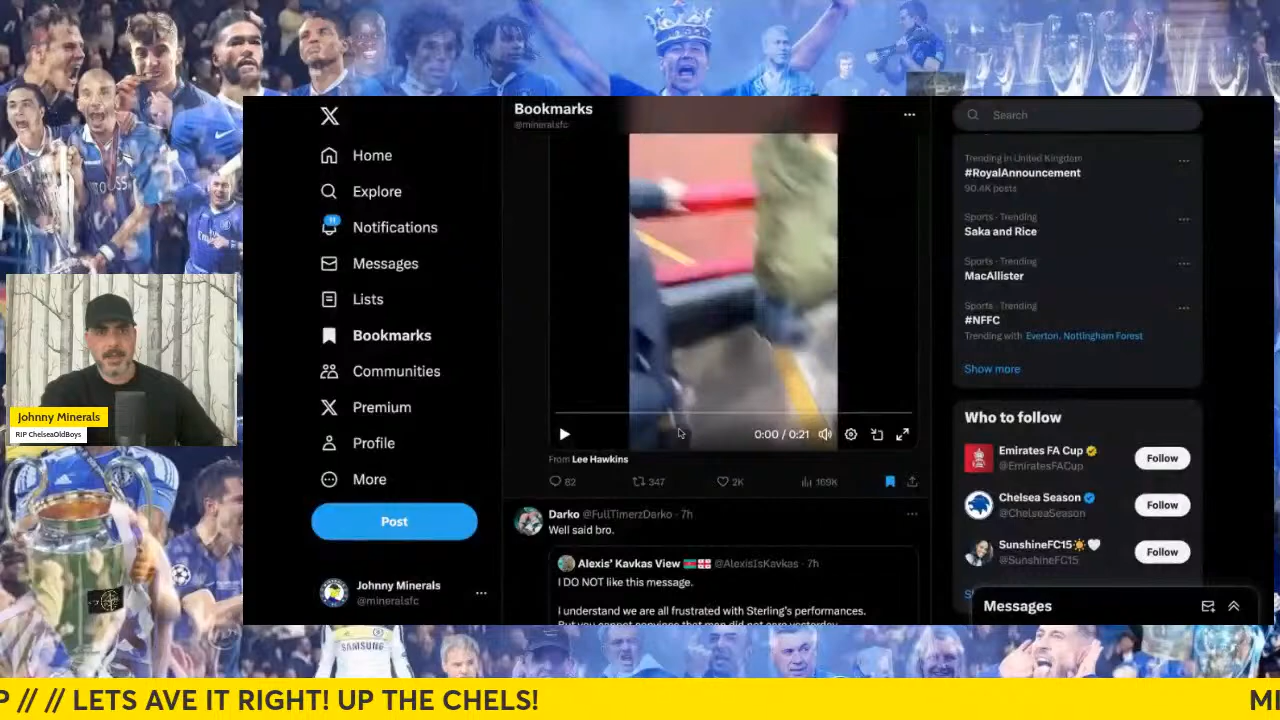 Bookmarks
@mineralsfc
Home
Explore
11
Notifications
Messages
Lists
Bookmarks
Communities
Premium
Profile
More
Post
Johnny Minerals
@mineralsfc
0:00 / 0:21
From Lee Hawkins
62
347
2K
169K
Darko @FullTimerzDarko · 7h
Well said bro.
Alexis' Kavkas View @AlexisIsKavkas · 7h
I DO NOT like this message.
I understand we are all frustrated with Sterling's performances.
But you cannot convince that man did not care yesterday
Search
Trending in United Kingdom
#RoyalAnnouncement
90.4K posts
Sports · Trending
Saka and Rice
Sports · Trending
MacAllister
Sports · Trending
#NFFC
Trending with Everton, Nottingham Forest
Show more
Who to follow
Emirates FA Cup
@EmiratesFACup
Follow
Chelsea Season
@ChelseaSeason
Follow
SunshineFC15
@SunshineFC15
Follow
Messages
Johnny Minerals
RIP ChelseaOldBoys
SAMSUNG
P // // LETS AVE IT RIGHT! UP THE CHELS!
MI